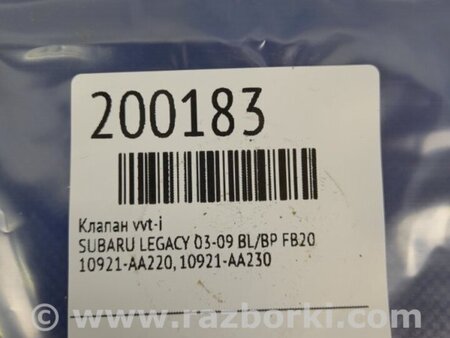 200183
Клапан vvt-i
SUBARU LEGACY 03-09 BL/BP FB20
10921-AA220, 10921-AA230
www.razborki.com